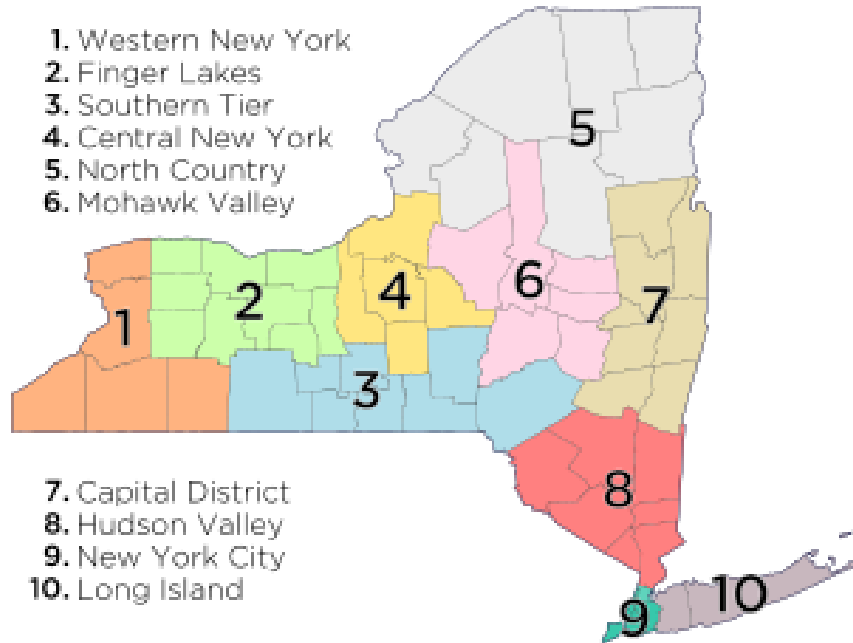 1. Western New York
2. Finger Lakes
3. Southern Tier
4. Central New York
5. North Country
6. Mohawk Valley
5
1
2
4
6
7
3
8
9
10
7. Capital District
8. Hudson Valley
9. New York City
10. Long Island